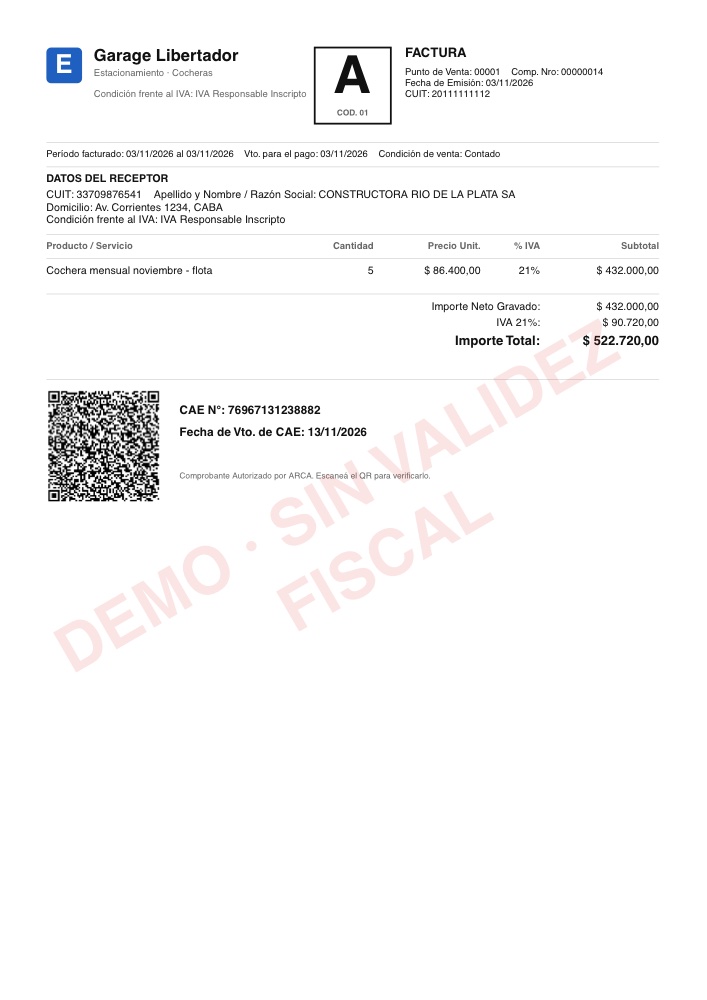 E
Garage Libertador
Estacionamiento · Cocheras
Condición frente al IVA: IVA Responsable Inscripto
A
COD. 01
FACTURA
Punto de Venta: 00001 Comp. Nro: 00000014
Fecha de Emisión: 03/11/2026
CUIT: 20111111112
Período facturado: 03/11/2026 al 03/11/2026 Vto. para el pago: 03/11/2026 Condición de venta: Contado
DATOS DEL RECEPTOR
CUIT: 33709876541 Apellido y Nombre / Razón Social: CONSTRUCTORA RIO DE LA PLATA SA
Domicilio: Av. Corrientes 1234, CABA
Condición frente al IVA: IVA Responsable Inscripto
Producto / Servicio Cantidad Precio Unit. % IVA Subtotal
Cochera mensual noviembre - flota 5 $ 86.400,00 21% $ 432.000,00
Importe Neto Gravado: $ 432.000,00
IVA 21%: $ 90.720,00
Importe Total: $ 522.720,00
CAE N°: 76967131238882
Fecha de Vto. de CAE: 13/11/2026
Comprobante Autorizado por ARCA. Escaneá el QR para verificarlo.
DEMO · SIN VALIDEZ
FISCAL